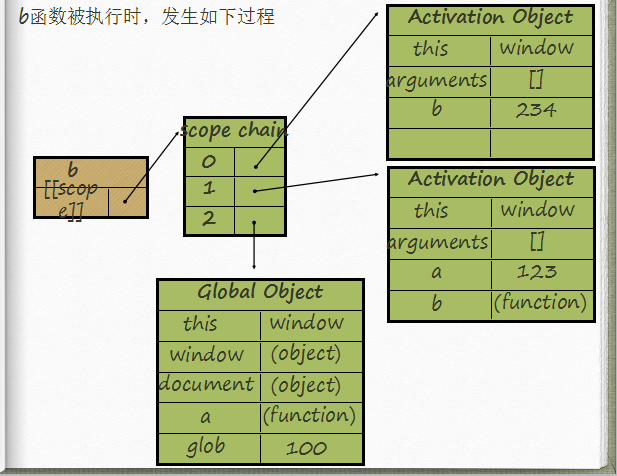 b函数被执行时，发生如下过程
Activation Object
this window
arguments []
b 234
scope chain
0
1
2
b
[[scop
e]]
Activation Object
this window
arguments []
a 123
b (function)
Global Object
this window
window (object)
document (object)
a (function)
glob 100